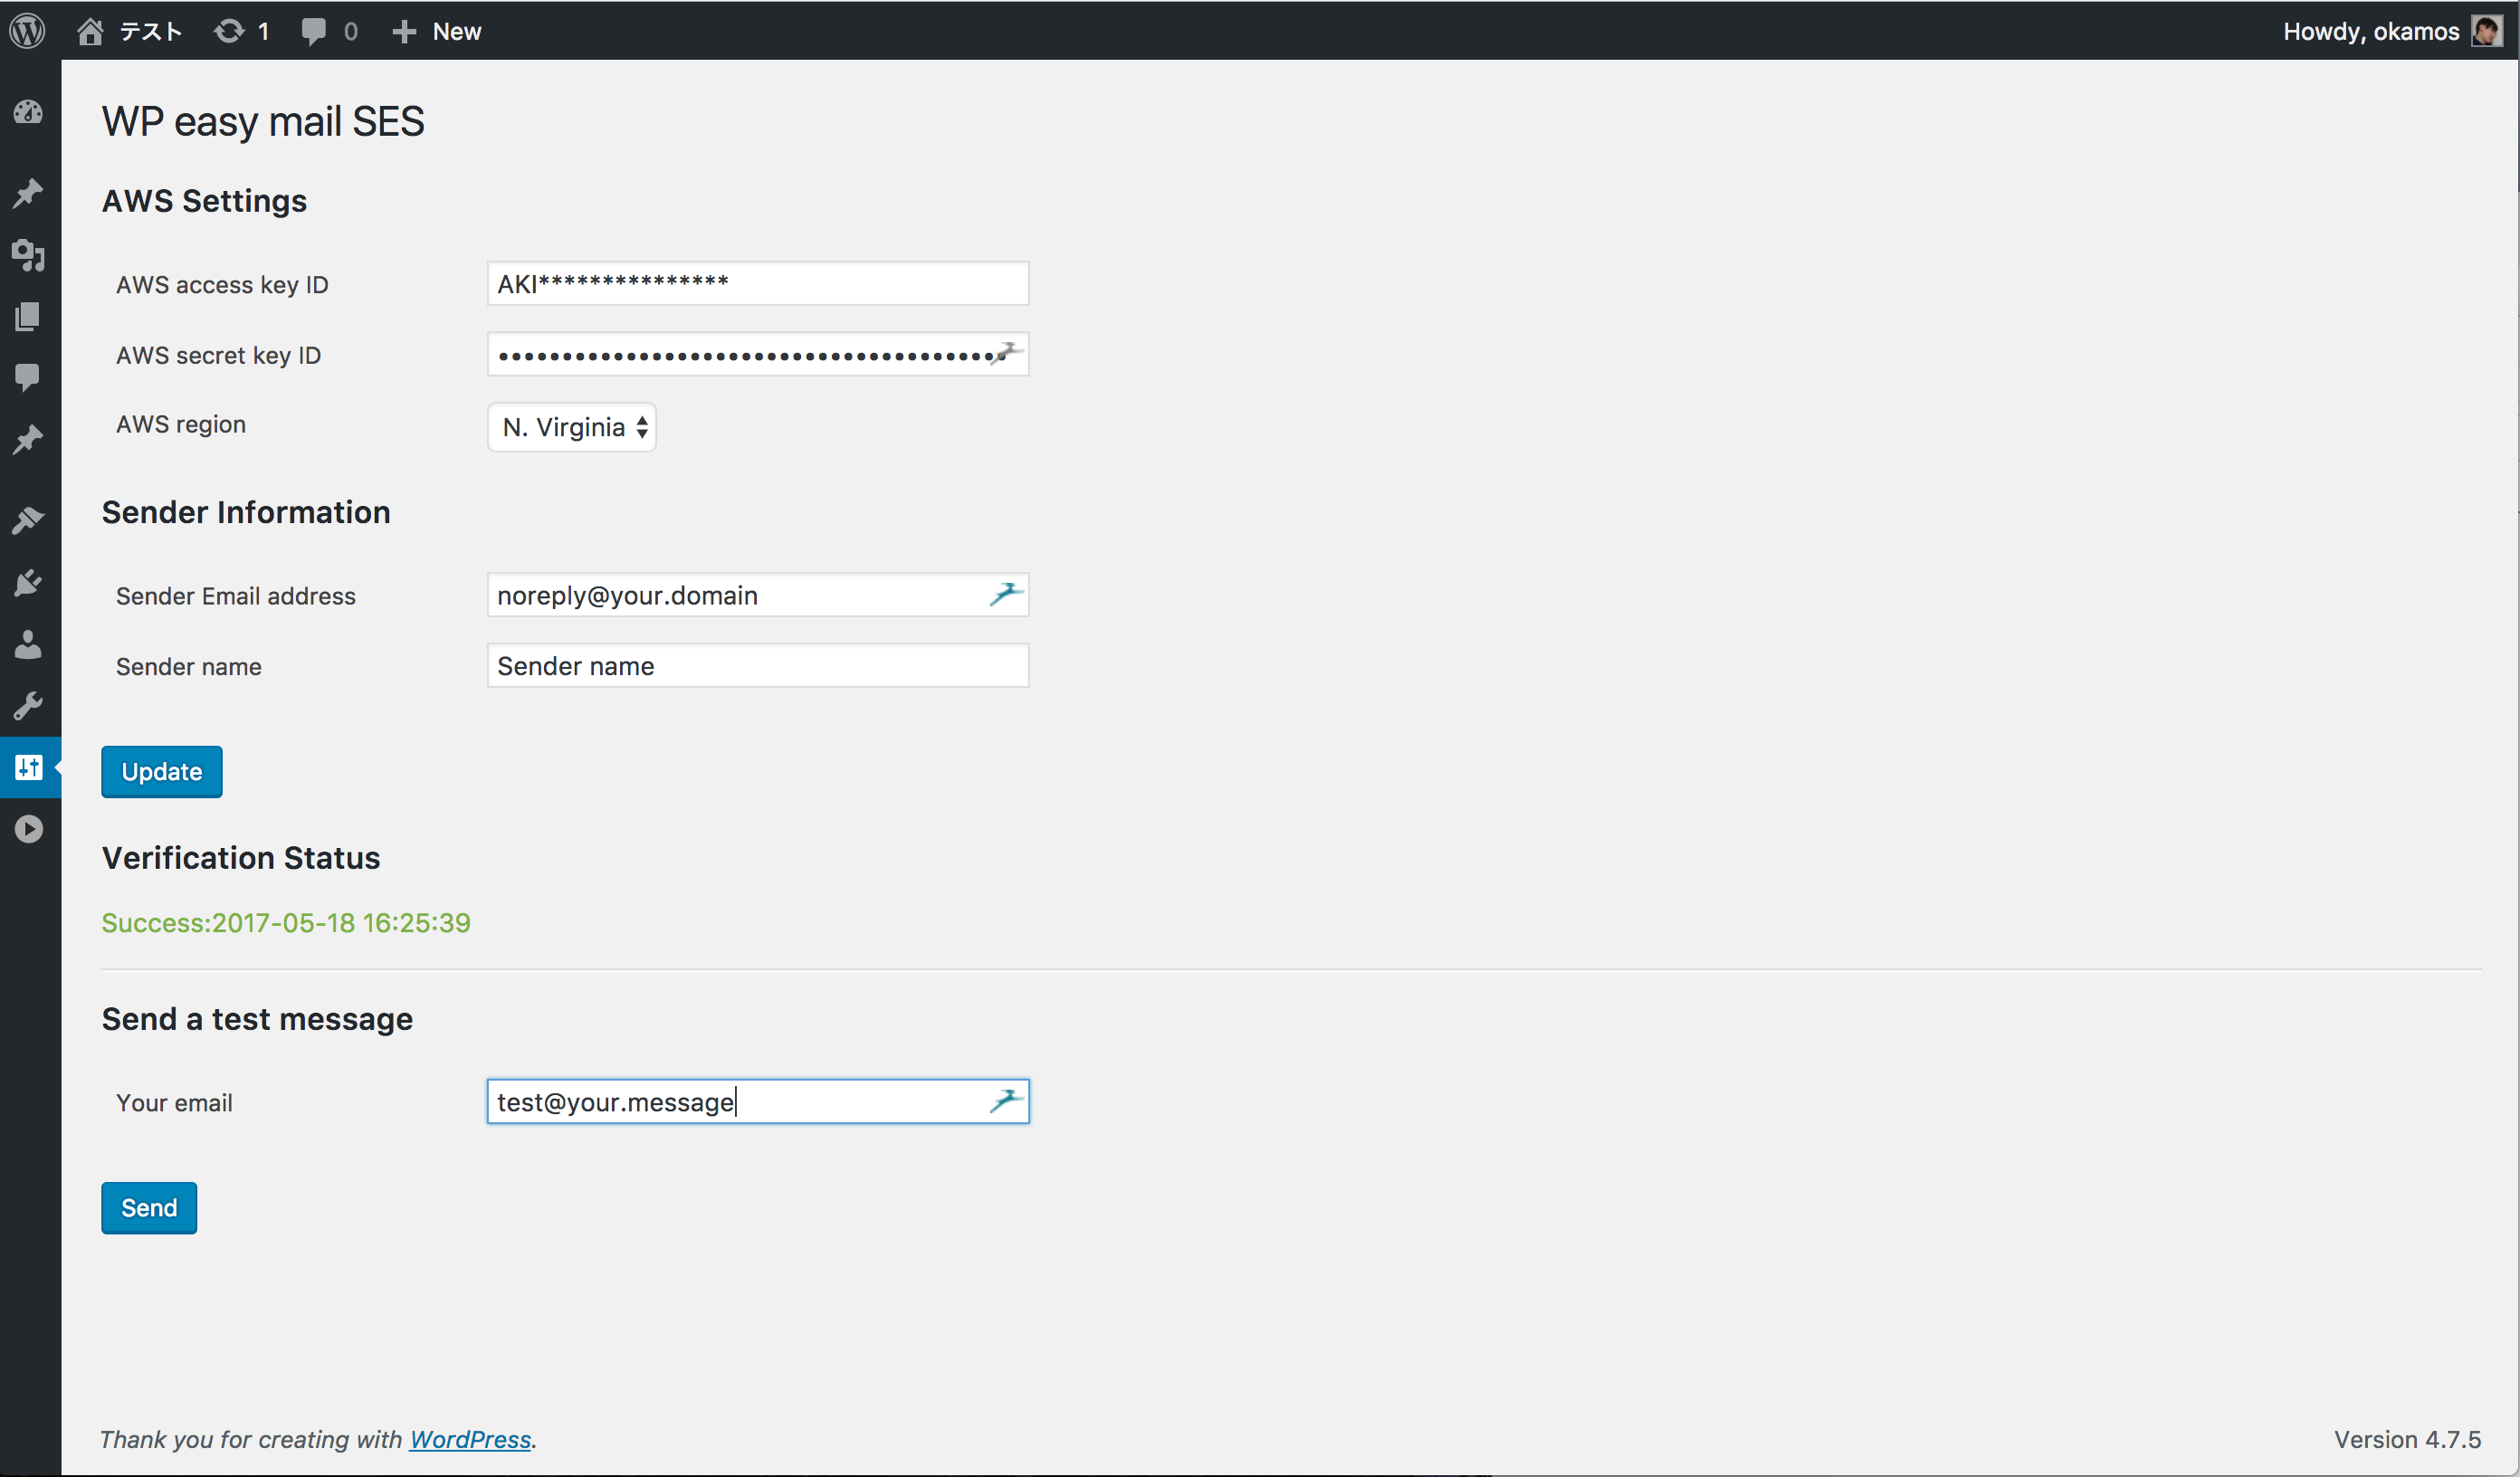 テスト 1 0 New Howdy, okamos
WP easy mail SES
AWS Settings
AWS access key ID AKI***************
AWS secret key ID ••••••••••••••••••••••••••••••••••••••••
AWS region N. Virginia
Sender Information
Sender Email address noreply@your.domain
Sender name Sender name
Update
Verification Status
Success:2017-05-18 16:25:39
Send a test message
Your email test@your.message
Send
Thank you for creating with WordPress. Version 4.7.5